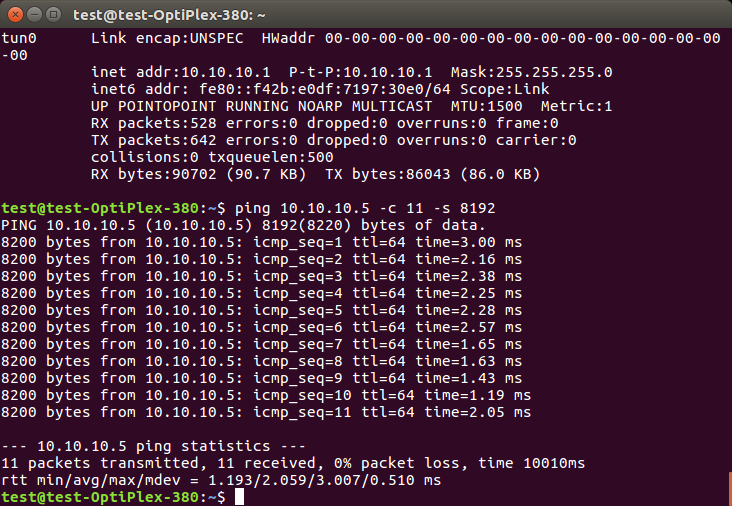 test@test-OptiPlex-380: ~
tun0      Link encap:UNSPEC  HWaddr 00-00-00-00-00-00-00-00-00-00-00-00-00-00-00
-00
          inet addr:10.10.10.1  P-t-P:10.10.10.1  Mask:255.255.255.0
          inet6 addr: fe80::f42b:e0df:7197:30e0/64 Scope:Link
          UP POINTOPOINT RUNNING NOARP MULTICAST  MTU:1500  Metric:1
          RX packets:528 errors:0 dropped:0 overruns:0 frame:0
          TX packets:642 errors:0 dropped:0 overruns:0 carrier:0
          collisions:0 txqueuelen:500
          RX bytes:90702 (90.7 KB)  TX bytes:86043 (86.0 KB)
test@test-OptiPlex-380:~$ ping 10.10.10.5 -c 11 -s 8192
PING 10.10.10.5 (10.10.10.5) 8192(8220) bytes of data.
8200 bytes from 10.10.10.5: icmp_seq=1 ttl=64 time=3.00 ms
8200 bytes from 10.10.10.5: icmp_seq=2 ttl=64 time=2.16 ms
8200 bytes from 10.10.10.5: icmp_seq=3 ttl=64 time=2.38 ms
8200 bytes from 10.10.10.5: icmp_seq=4 ttl=64 time=2.25 ms
8200 bytes from 10.10.10.5: icmp_seq=5 ttl=64 time=2.28 ms
8200 bytes from 10.10.10.5: icmp_seq=6 ttl=64 time=2.57 ms
8200 bytes from 10.10.10.5: icmp_seq=7 ttl=64 time=1.65 ms
8200 bytes from 10.10.10.5: icmp_seq=8 ttl=64 time=1.63 ms
8200 bytes from 10.10.10.5: icmp_seq=9 ttl=64 time=1.43 ms
8200 bytes from 10.10.10.5: icmp_seq=10 ttl=64 time=1.19 ms
8200 bytes from 10.10.10.5: icmp_seq=11 ttl=64 time=2.05 ms
--- 10.10.10.5 ping statistics ---
11 packets transmitted, 11 received, 0% packet loss, time 10010ms
rtt min/avg/max/mdev = 1.193/2.059/3.007/0.510 ms
test@test-OptiPlex-380:~$